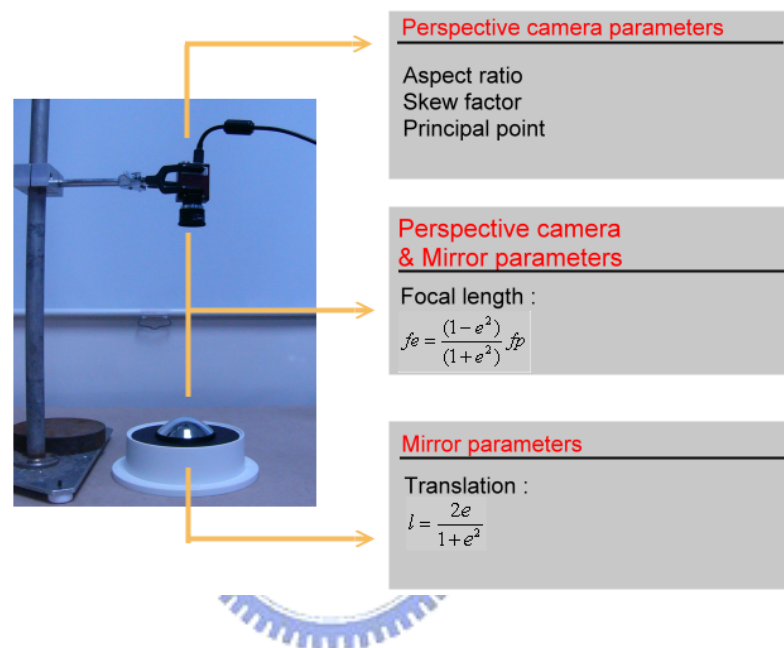 Perspective camera parameters
Aspect ratio
Skew factor
Principal point
Perspective camera
& Mirror parameters
Focal length :
fe = (1−e²)/(1+e²) fp
Mirror parameters
Translation :
l = 2e/(1+e²)